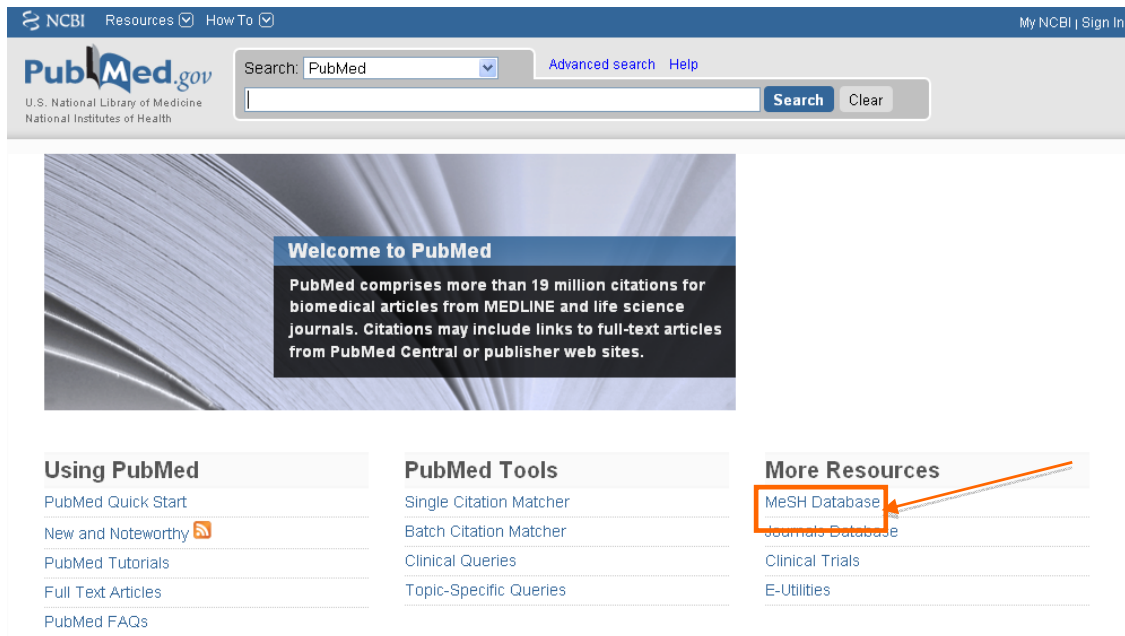 NCBI Resources How To My NCBI | Sign In
PubMed.gov
U.S. National Library of Medicine
National Institutes of Health
Search: PubMed
Advanced search Help
Search Clear
Welcome to PubMed
PubMed comprises more than 19 million citations for
biomedical articles from MEDLINE and life science
journals. Citations may include links to full-text articles
from PubMed Central or publisher web sites.
Using PubMed
PubMed Quick Start
New and Noteworthy
PubMed Tutorials
Full Text Articles
PubMed FAQs
PubMed Tools
Single Citation Matcher
Batch Citation Matcher
Clinical Queries
Topic-Specific Queries
More Resources
MeSH Database
Journals Database
Clinical Trials
E-Utilities